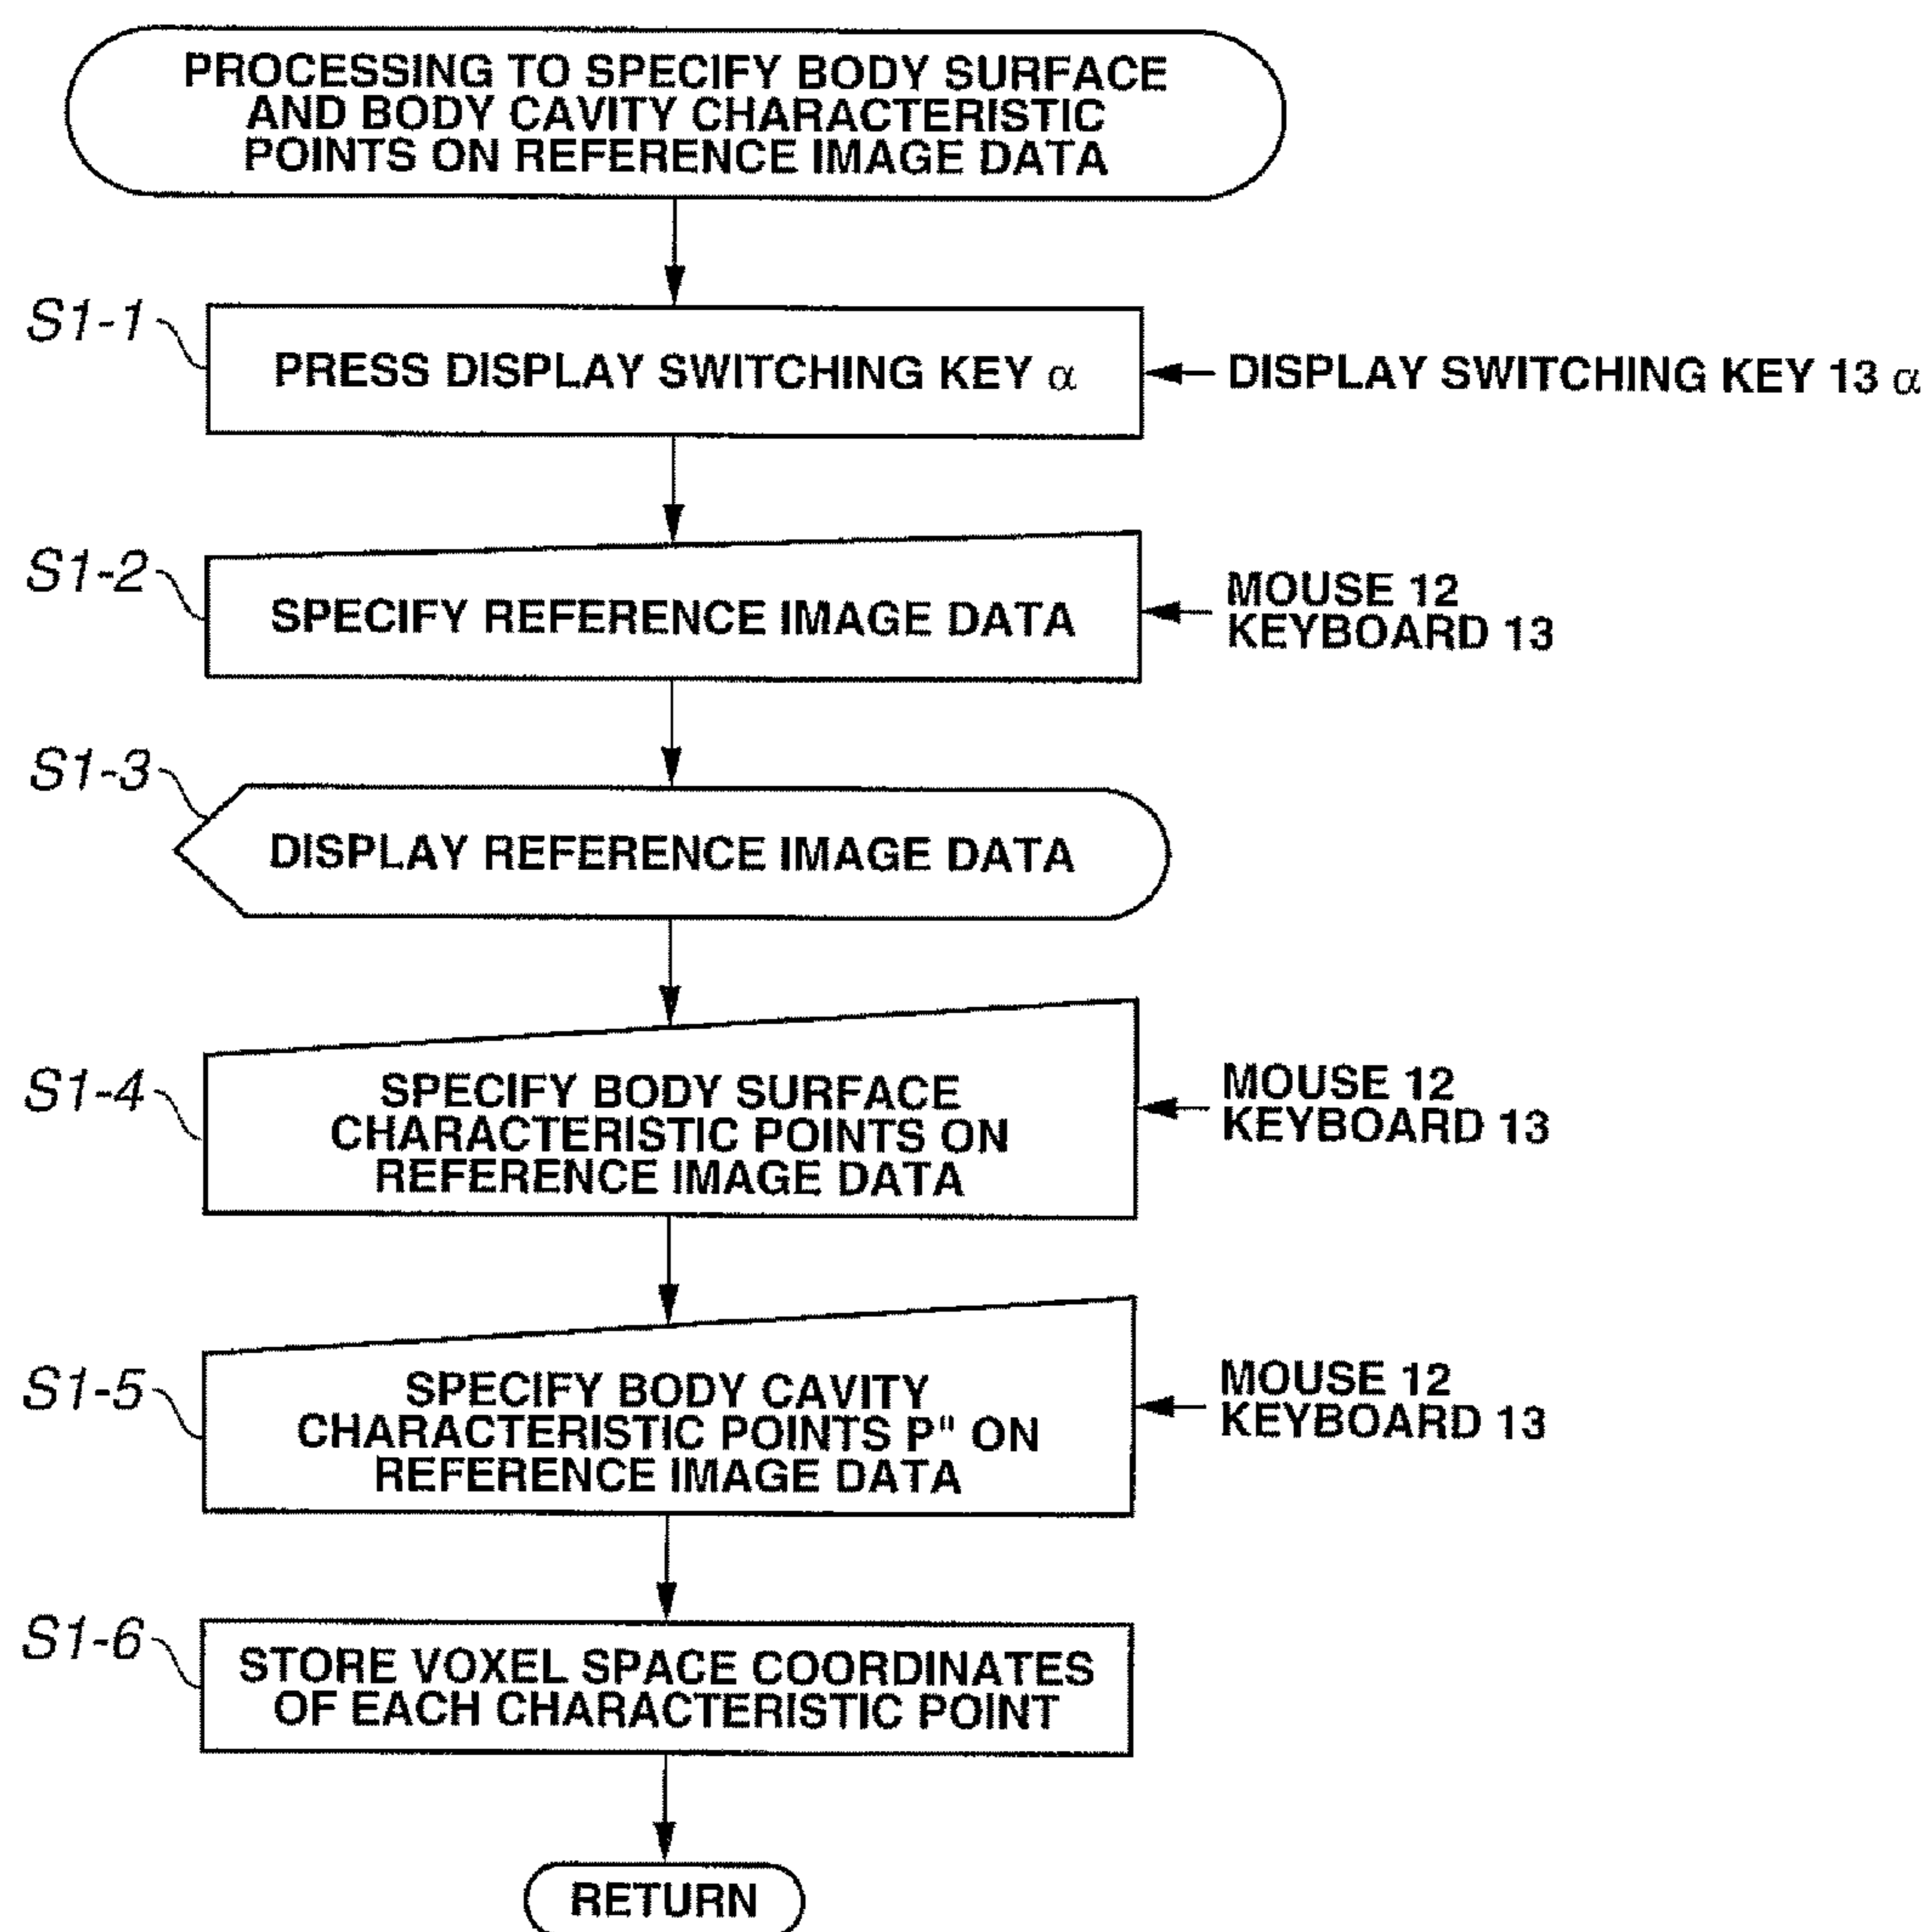 PROCESSING TO SPECIFY BODY SURFACE
AND BODY CAVITY CHARACTERISTIC
POINTS ON REFERENCE IMAGE DATA
S1-1
PRESS DISPLAY SWITCHING KEY α
DISPLAY SWITCHING KEY 13 α
S1-2
SPECIFY REFERENCE IMAGE DATA
MOUSE 12
KEYBOARD 13
S1-3
DISPLAY REFERENCE IMAGE DATA
S1-4
SPECIFY BODY SURFACE
CHARACTERISTIC POINTS ON
REFERENCE IMAGE DATA
MOUSE 12
KEYBOARD 13
S1-5
SPECIFY BODY CAVITY
CHARACTERISTIC POINTS P" ON
REFERENCE IMAGE DATA
MOUSE 12
KEYBOARD 13
S1-6
STORE VOXEL SPACE COORDINATES
OF EACH CHARACTERISTIC POINT
RETURN